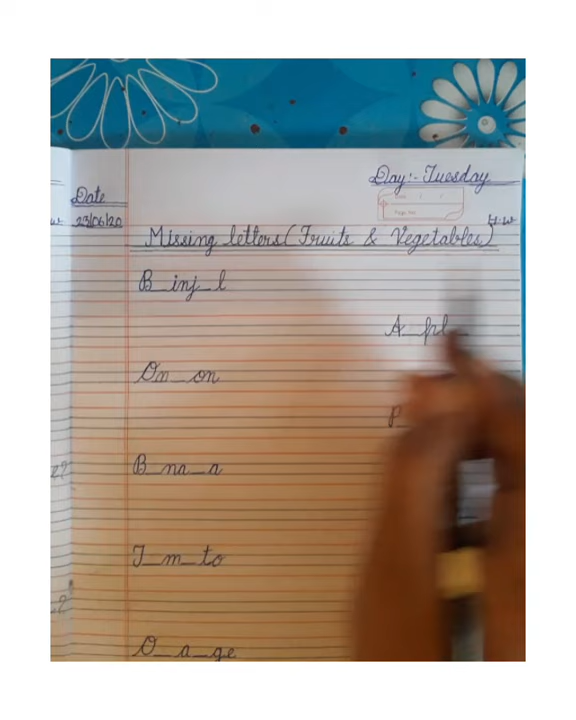 Day:- Tuesday
Date
23/06/20
H.W
Missing letters (Fruits & Vegetables)
B_inj_l
A_pl_
On_on
P
B_na_a
T_m_to
O_a_ge